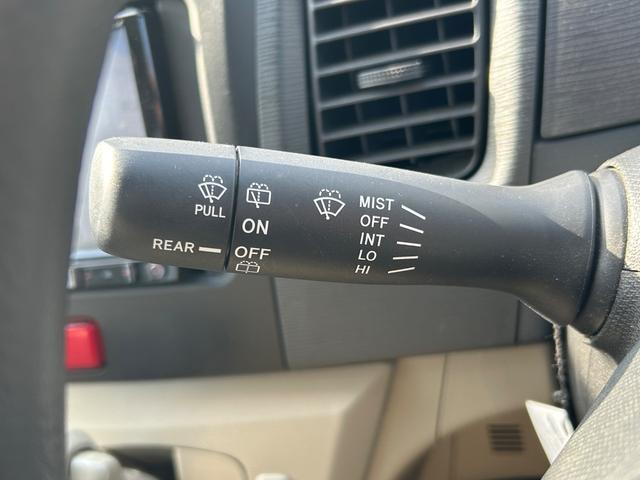 PULL
REAR
ON
OFF
MIST
OFF
INT
LO
HI